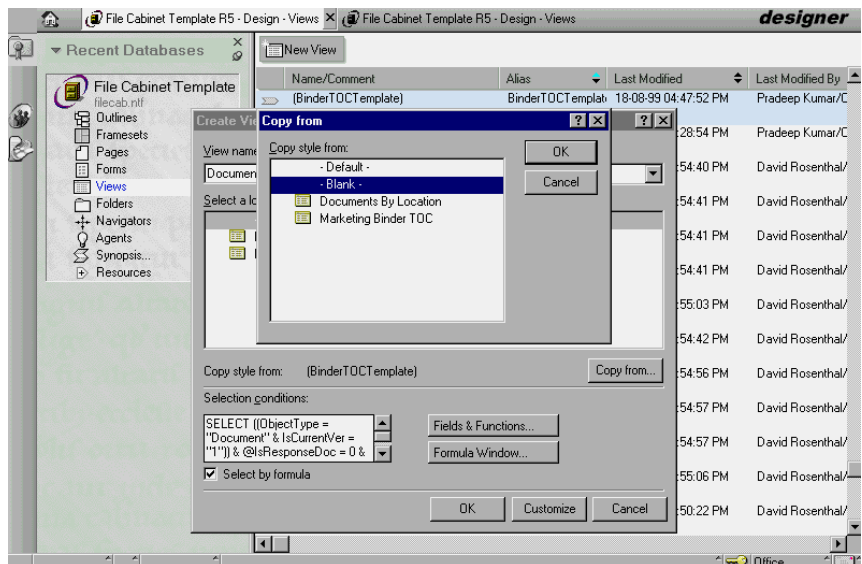 File Cabinet Template R5 - Design - Views
File Cabinet Template R5 - Design - Views
designer
Recent Databases
New View
File Cabinet Template
filecab.ntf
Outlines
Framesets
Pages
Forms
Views
Folders
Navigators
Agents
Synopsis...
Resources
Name/Comment Alias Last Modified Last Modified By
(BinderTOCTemplate) 18-08-99 04:47:52 PM Pradeep Kumar/
:28:54 PM Pradeep Kumar/
:54:40 PM David Rosenthal/
:54:41 PM David Rosenthal/
:54:41 PM David Rosenthal/
:54:41 PM David Rosenthal/
:55:03 PM David Rosenthal/
:54:42 PM David Rosenthal/
:54:56 PM David Rosenthal/
:54:57 PM David Rosenthal/
:54:57 PM David Rosenthal/
:55:06 PM David Rosenthal/
:50:22 PM David Rosenthal/
Create
View name
Select a
Copy from
Copy style from:
- Default -
- Blank -
Documents By Location
Marketing Binder TOC
OK
Cancel
Copy style from: (BinderTOCTemplate)
Copy from...
Selection conditions:
SELECT ((ObjectType =
"Document" & IsCurrentVer =
"1")) & @IsResponseDoc = 0 &
Fields & Functions...
Formula Window...
Select by formula
OK
Customize
Cancel
Office